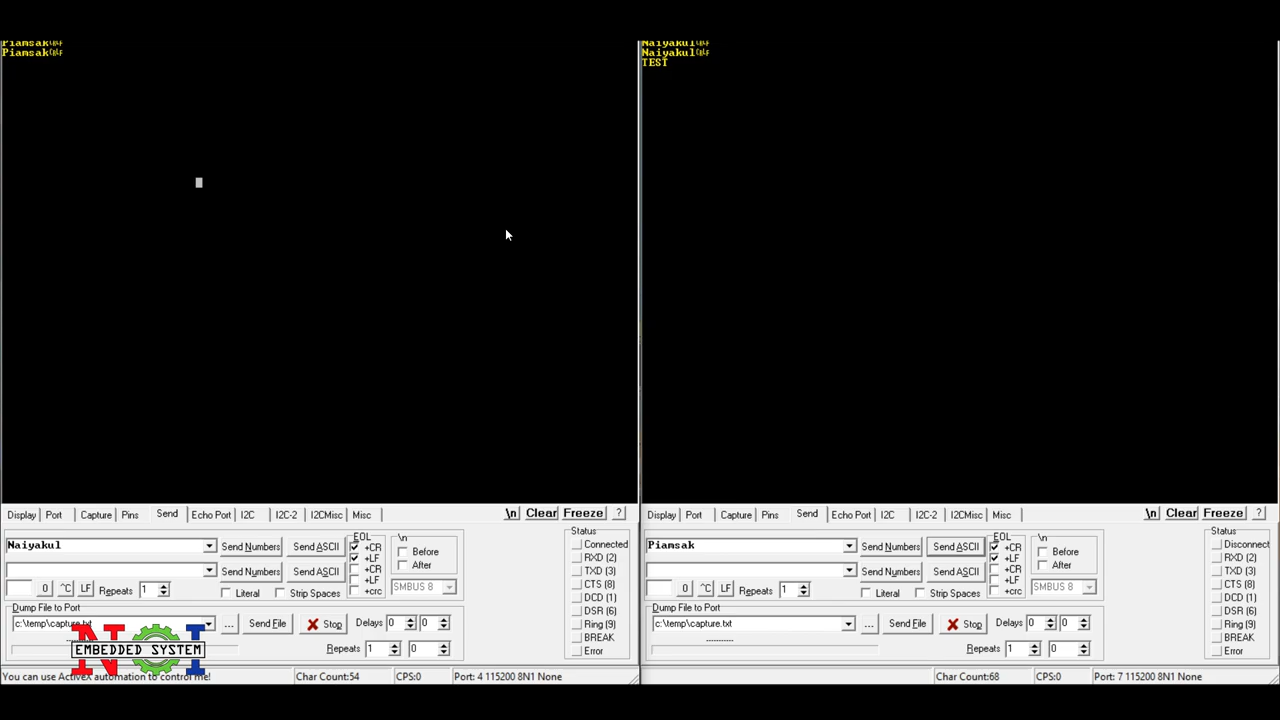 Piamsak
Piamsak
Naiyakul
Naiyakul
TEST
Display Port Capture Pins Send Echo Port I2C I2C-2 I2CMisc Misc \n Clear Freeze ?
Naiyakul Send Numbers Send ASCII
EOL
+CR
+LF
+CR
+LF
+crc
\n
Before
After
SMBUS 8
Send Numbers Send ASCII
0 ^C LF Repeats 1 Literal Strip Spaces
Dump File to Port
c:\temp\capture.txt ... Send File Stop Delays 0 0
Repeats 1 0
Status
Connected
RXD (2)
TXD (3)
CTS (8)
DCD (1)
DSR (6)
Ring (9)
BREAK
Error
N I
EMBEDDED SYSTEM
You can use ActiveX automation to control me! Char Count:54 CPS:0 Port: 4 115200 8N1 None
Display Port Capture Pins Send Echo Port I2C I2C-2 I2CMisc Misc \n Clear Freeze ?
Piamsak Send Numbers Send ASCII
EOL
+CR
+LF
+CR
+LF
+crc
\n
Before
After
SMBUS 8
Send Numbers Send ASCII
0 ^C LF Repeats 1 Literal Strip Spaces
Dump File to Port
c:\temp\capture.txt ... Send File Stop Delays 0 0
Repeats 1 0
Status
Disconnect
RXD (2)
TXD (3)
CTS (8)
DCD (1)
DSR (6)
Ring (9)
BREAK
Error
Char Count:68 CPS:0 Port: 7 115200 8N1 None